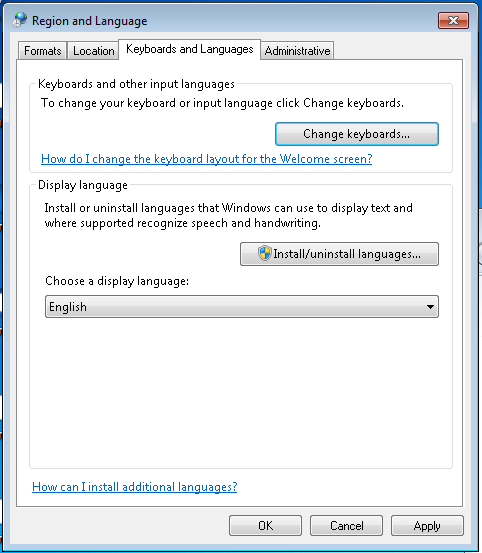 Region and Language
Formats
Location
Keyboards and Languages
Administrative
Keyboards and other input languages
To change your keyboard or input language click Change keyboards.
Change keyboards...
How do I change the keyboard layout for the Welcome screen?
Display language
Install or uninstall languages that Windows can use to display text and
where supported recognize speech and handwriting.
Install/uninstall languages...
Choose a display language:
English
How can I install additional languages?
OK
Cancel
Apply